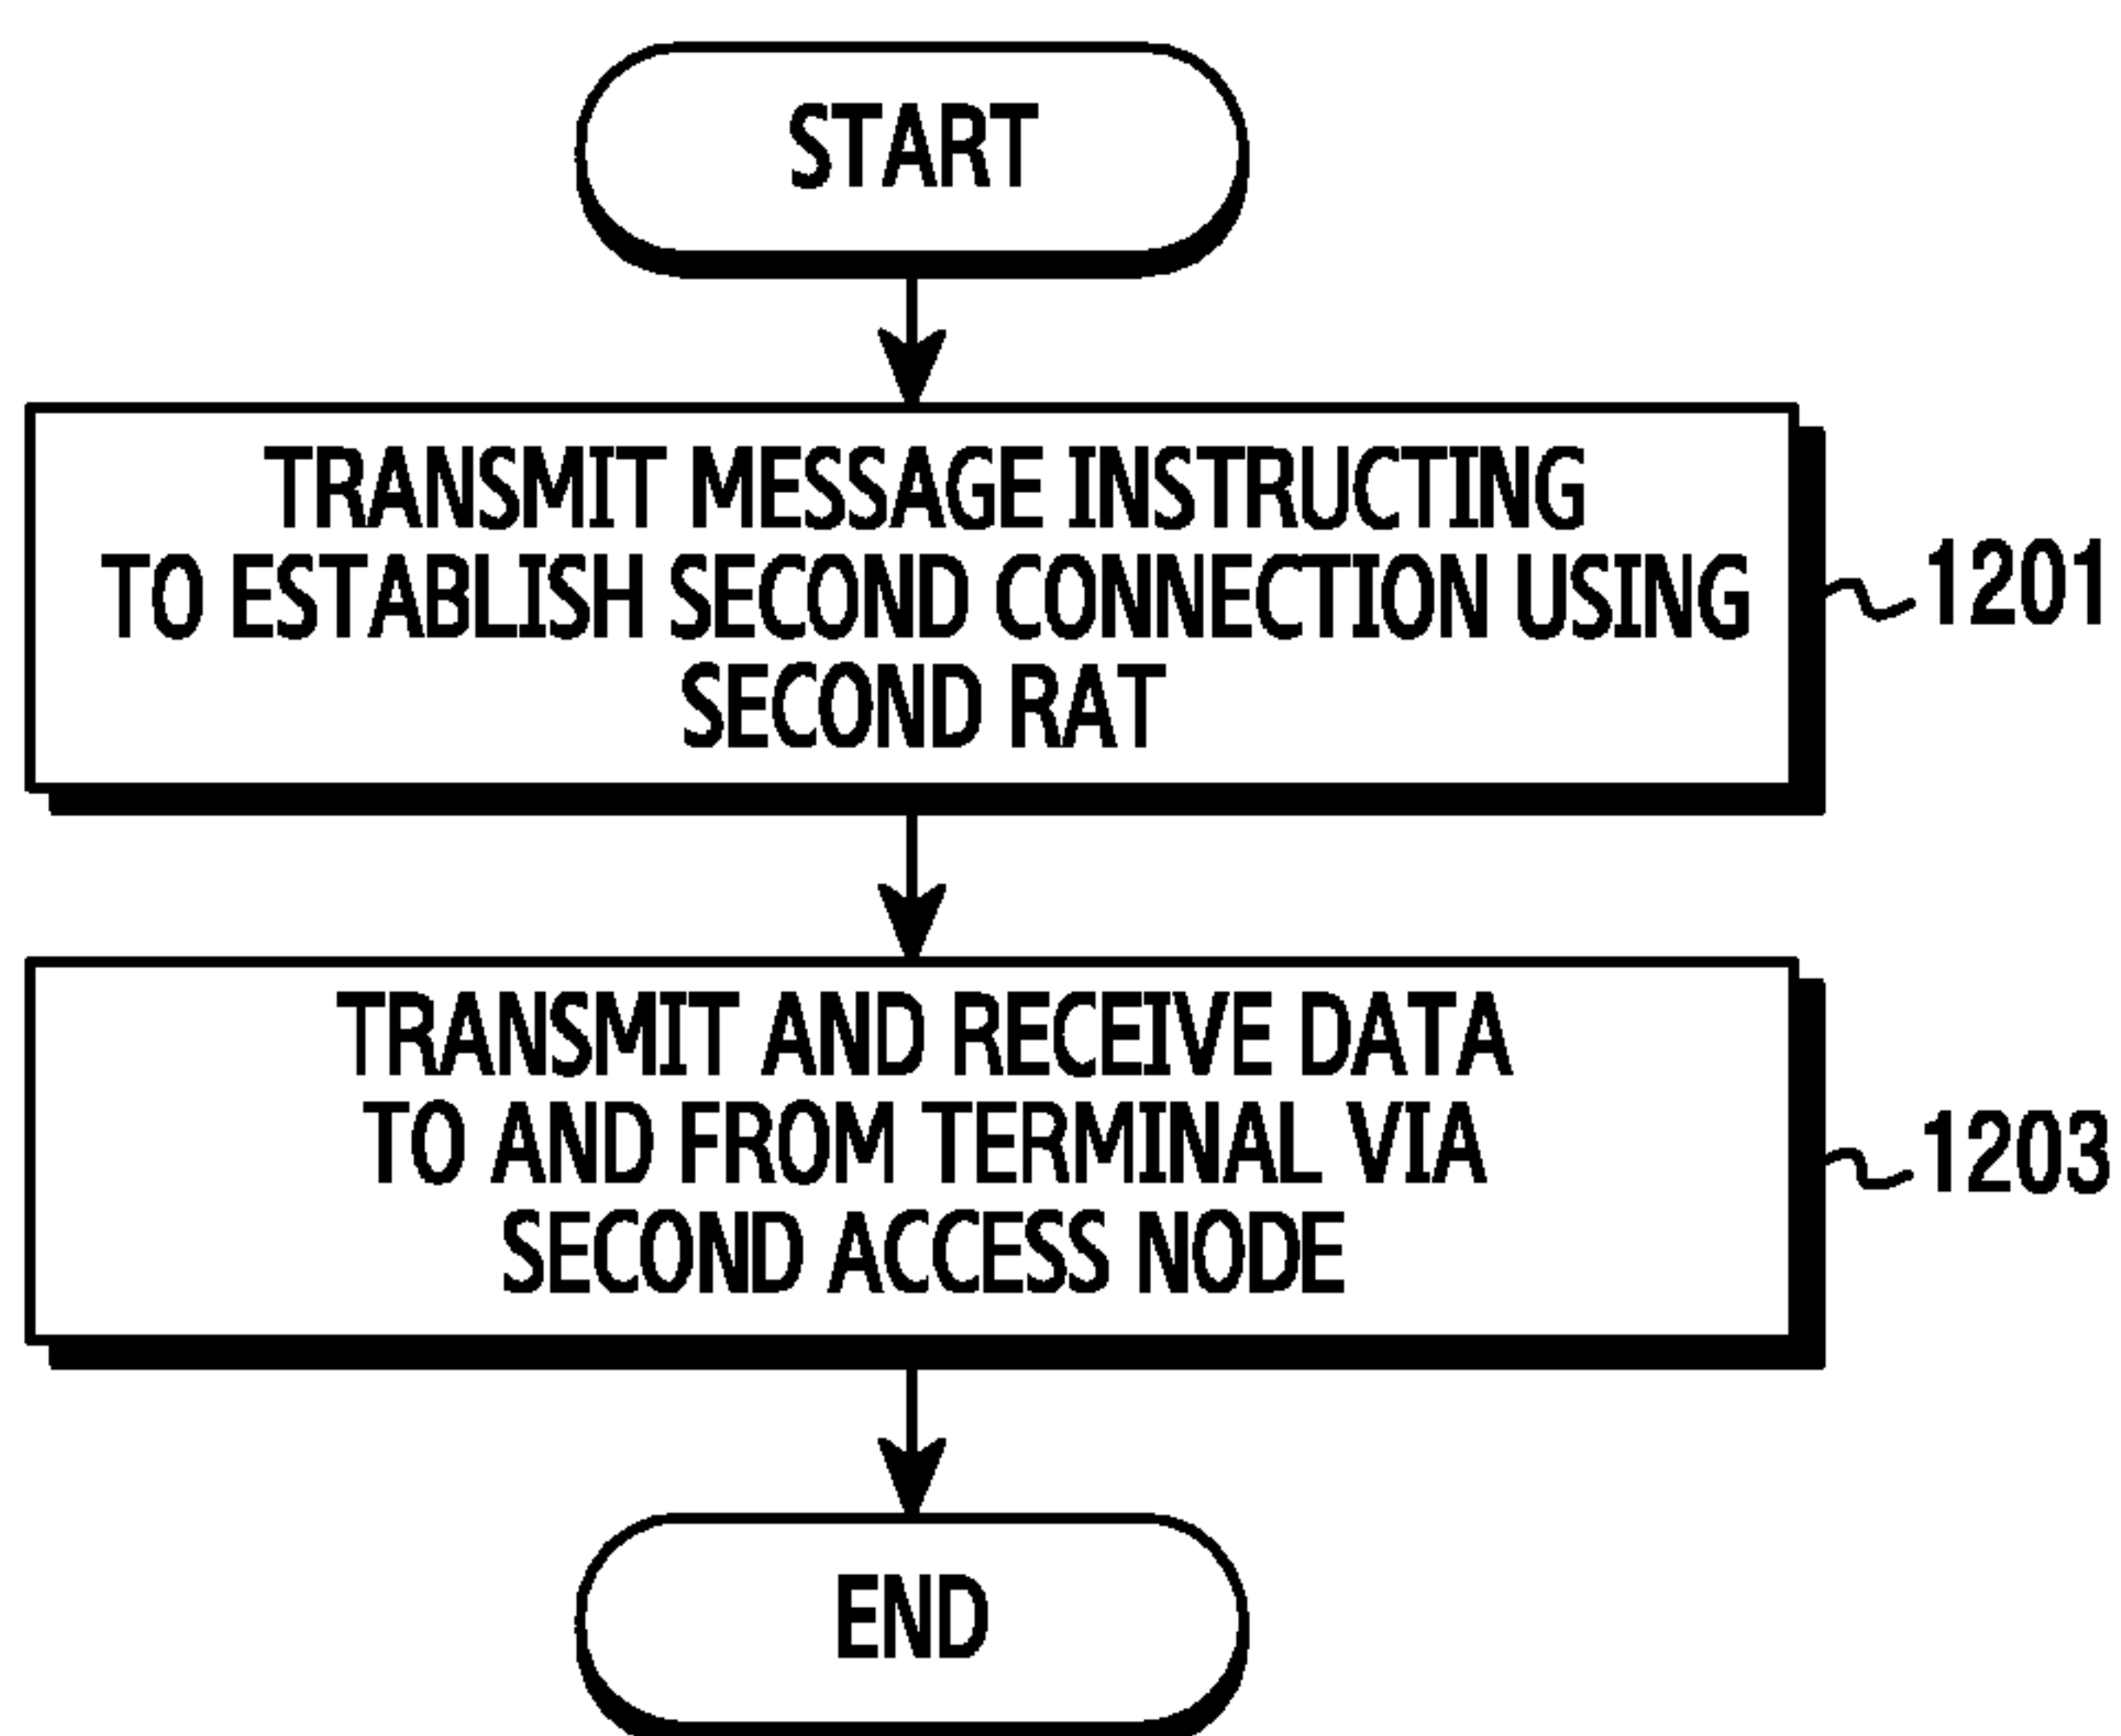 START
TRANSMIT MESSAGE INSTRUCTING
TO ESTABLISH SECOND CONNECTION USING
SECOND RAT
1201
TRANSMIT AND RECEIVE DATA
TO AND FROM TERMINAL VIA
SECOND ACCESS NODE
1203
END